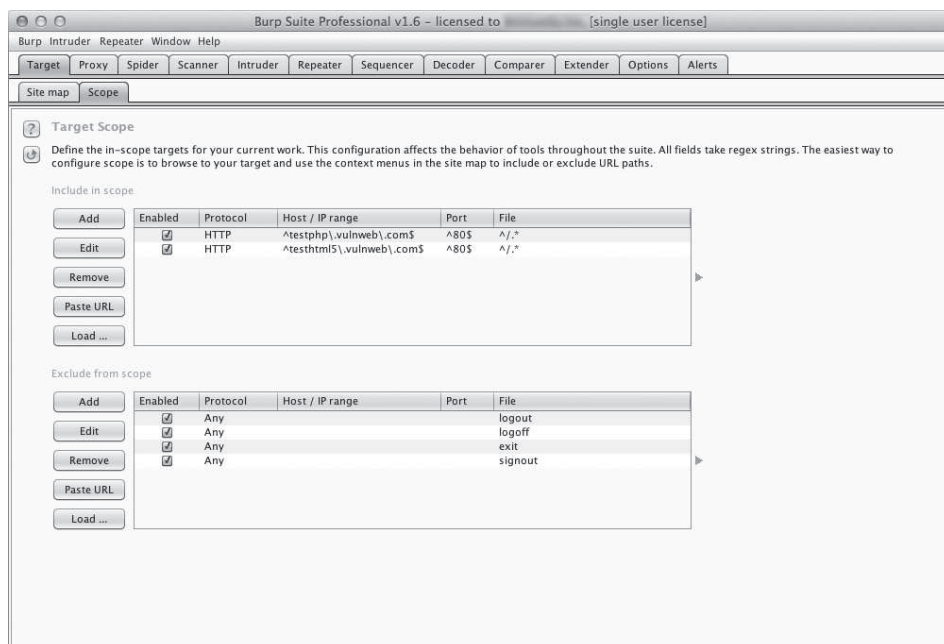 Burp Suite Professional v1.6 – licensed to [single user license]
Burp Intruder Repeater Window Help
Target Proxy Spider Scanner Intruder Repeater Sequencer Decoder Comparer Extender Options Alerts
Site map Scope
? Target Scope
Define the in-scope targets for your current work. This configuration affects the behavior of tools throughout the suite. All fields take regex strings. The easiest way to
configure scope is to browse to your target and use the context menus in the site map to include or exclude URL paths.
Include in scope
Add Enabled Protocol Host / IP range Port File
HTTP ^testphp\.vulnweb\.com$ ^80$ ^/.*
Edit HTTP ^testhtml5\.vulnweb\.com$ ^80$ ^/.*
Remove
Paste URL
Load ...
Exclude from scope
Add Enabled Protocol Host / IP range Port File
Any logout
Edit Any logoff
Any exit
Remove Any signout
Paste URL
Load ...